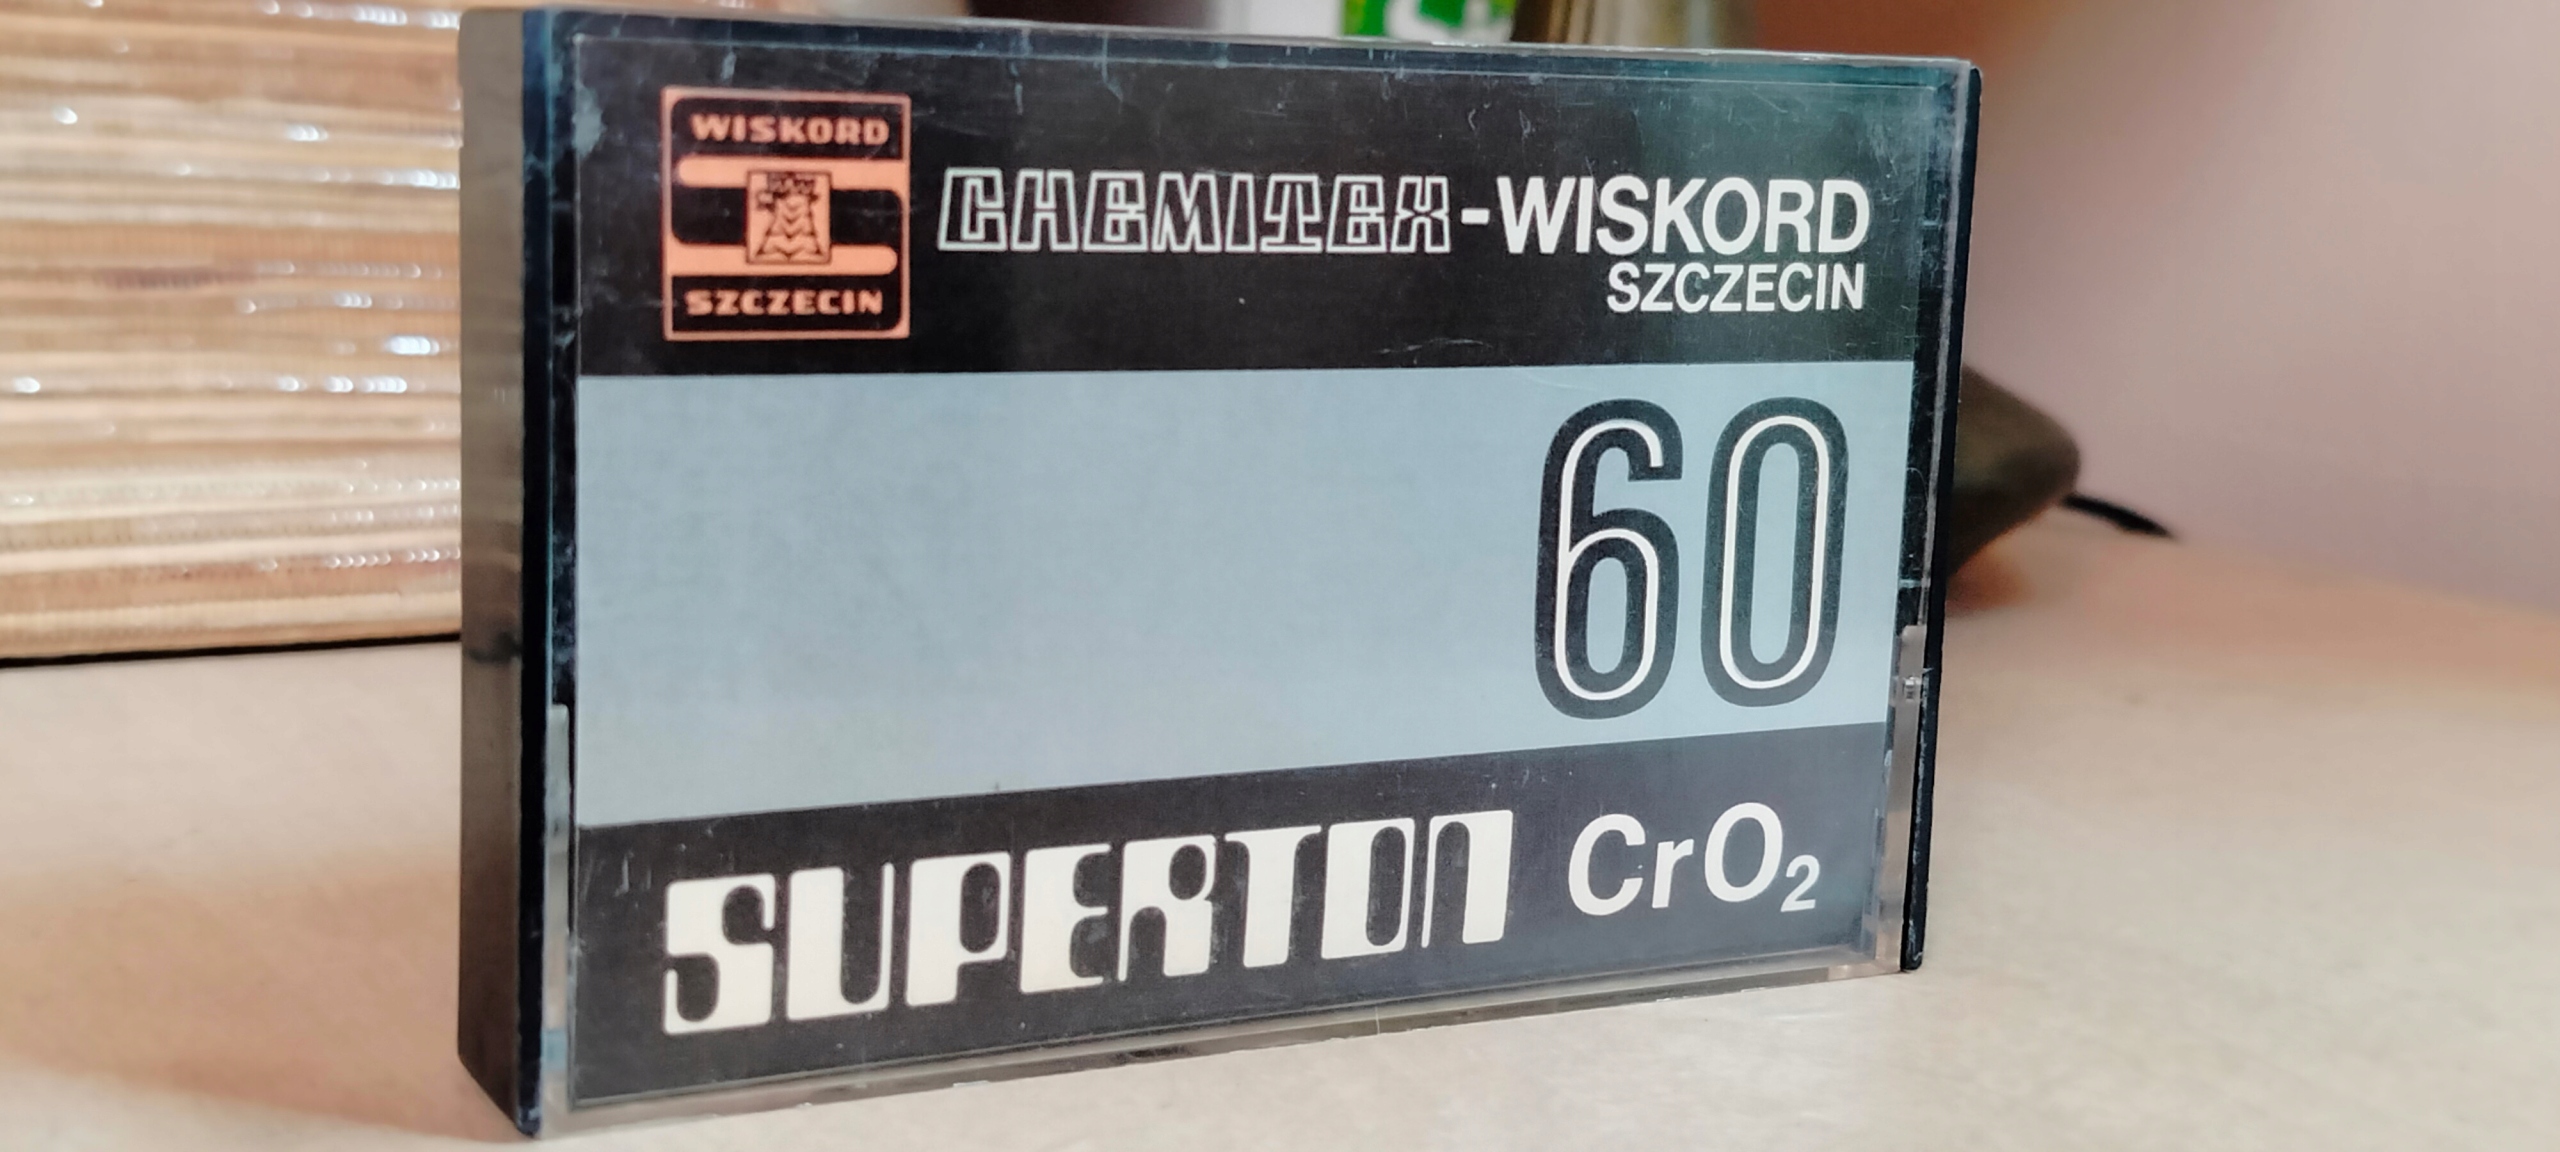 WISKORD
SZCZECIN
CHEMITEX-WISKORD
SZCZECIN
60
SUPERTON CrO₂